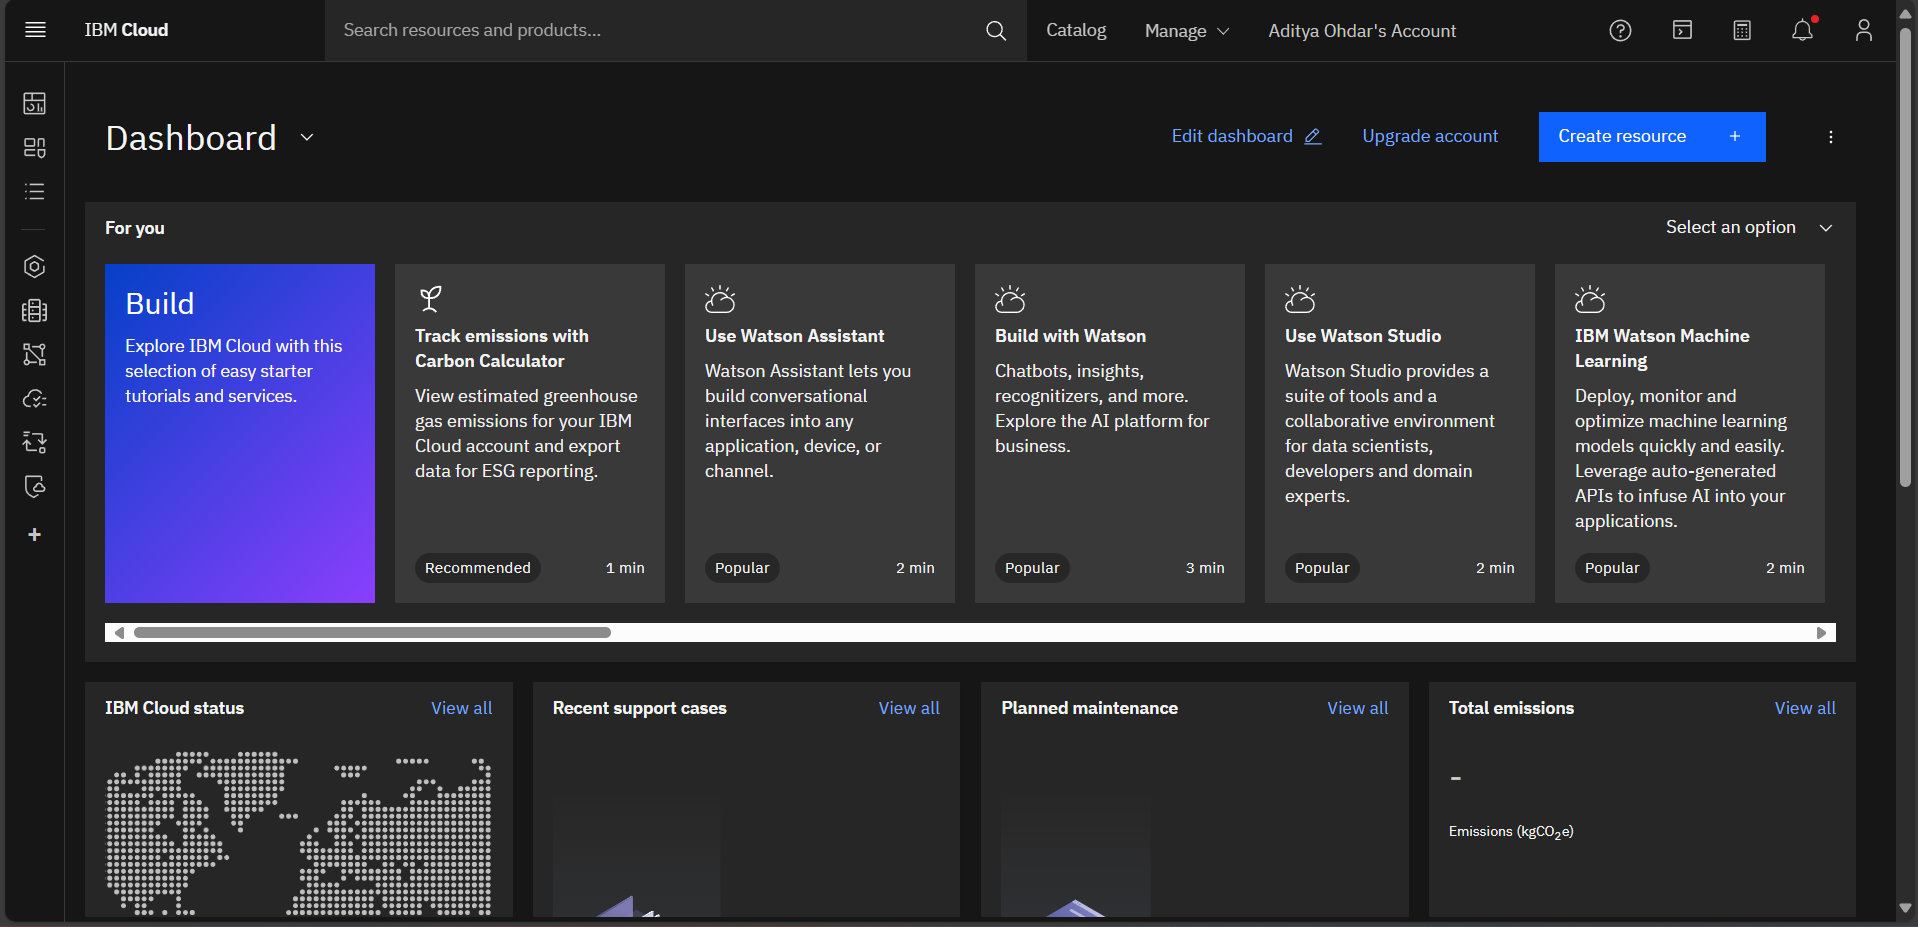 IBM Cloud
Search resources and products...
Catalog
Manage
Aditya Ohdar's Account
Dashboard
Edit dashboard
Upgrade account
Create resource +
For you
Select an option
Build
Explore IBM Cloud with this
selection of easy starter
tutorials and services.
Track emissions with
Carbon Calculator
View estimated greenhouse
gas emissions for your IBM
Cloud account and export
data for ESG reporting.
Recommended
1 min
Use Watson Assistant
Watson Assistant lets you
build conversational
interfaces into any
application, device, or
channel.
Popular
2 min
Build with Watson
Chatbots, insights,
recognitizers, and more.
Explore the AI platform for
business.
Popular
3 min
Use Watson Studio
Watson Studio provides a
suite of tools and a
collaborative environment
for data scientists,
developers and domain
experts.
Popular
2 min
IBM Watson Machine
Learning
Deploy, monitor and
optimize machine learning
models quickly and easily.
Leverage auto-generated
APIs to infuse AI into your
applications.
Popular
2 min
IBM Cloud status
View all
Recent support cases
View all
Planned maintenance
View all
Total emissions
View all
-
Emissions (kgCO2e)